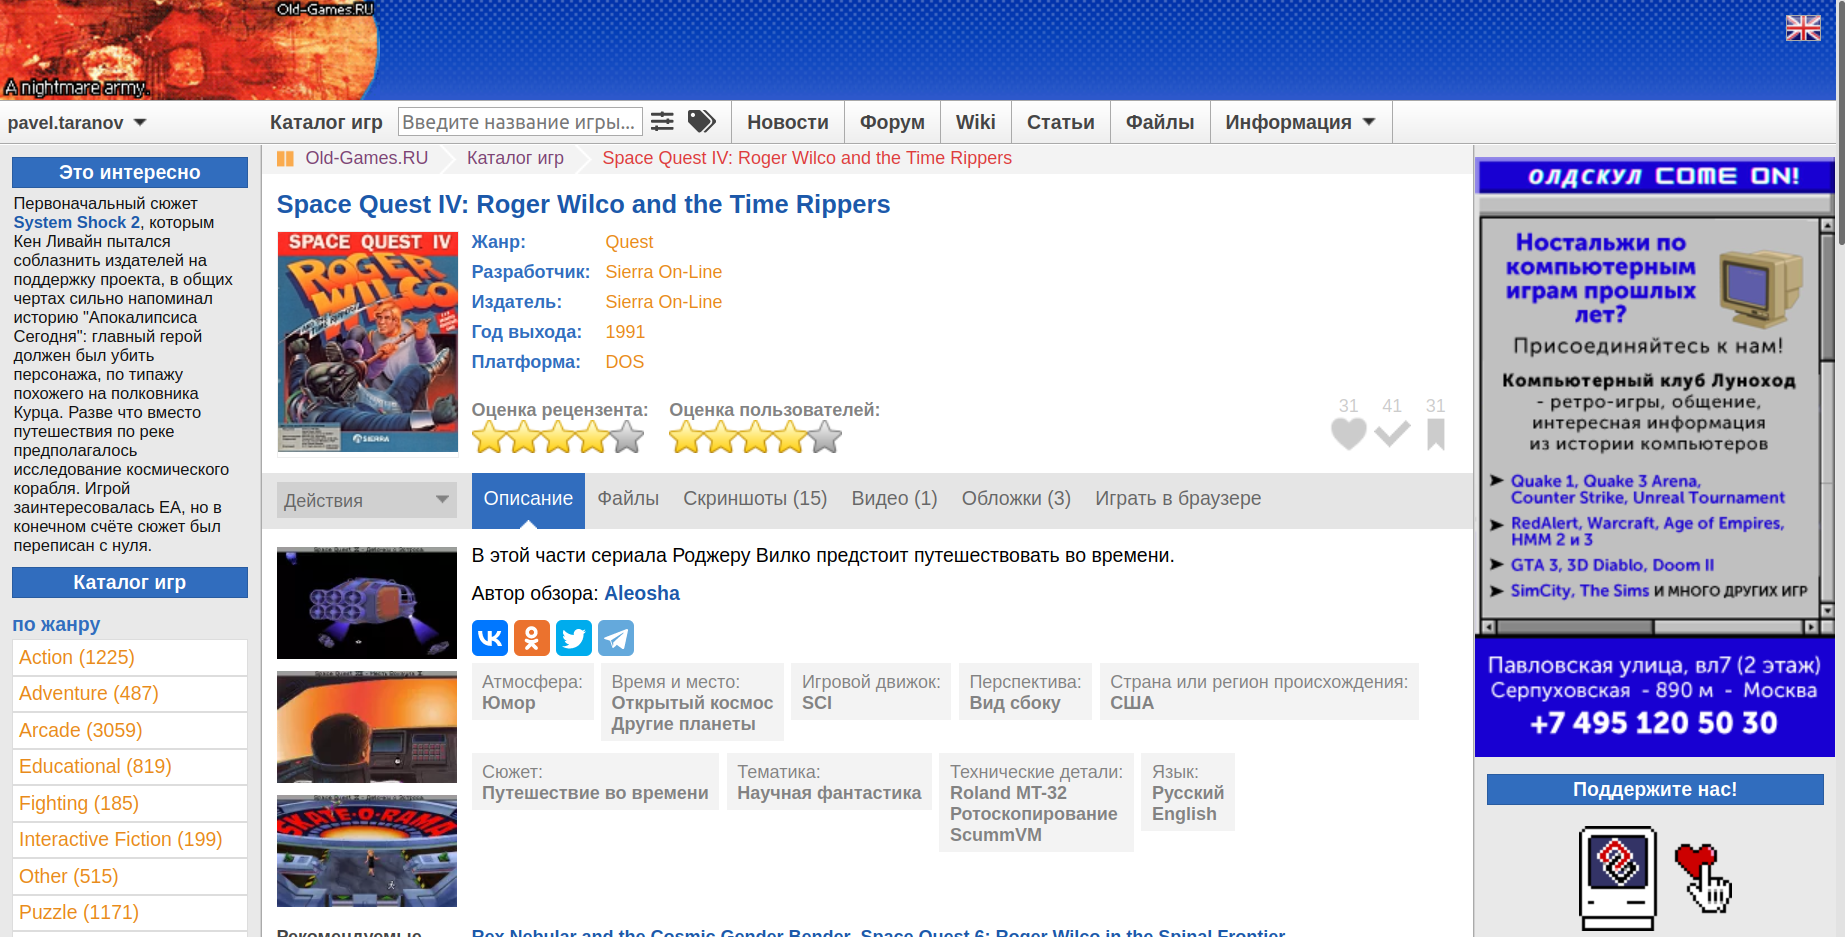 Old-Games.RU
A nightmare army.
pavel.taranov
Каталог игр
Введите название игры...
Новости
Форум
Wiki
Статьи
Файлы
Информация
Это интересно
Первоначальный сюжет
System Shock 2, которым
Кен Ливайн пытался
соблазнить издателей на
поддержку проекта, в общих
чертах сильно напоминал
историю "Апокалипсиса
Сегодня": главный герой
должен был убить
персонажа, по типажу
похожего на полковника
Курца. Разве что вместо
путешествия по реке
предполагалось
исследование космического
корабля. Игрой
заинтересовалась EA, но в
конечном счёте сюжет был
переписан с нуля.
Каталог игр
по жанру
Action (1225)
Adventure (487)
Arcade (3059)
Educational (819)
Fighting (185)
Interactive Fiction (199)
Other (515)
Puzzle (1171)
Old-Games.RU
Каталог игр
Space Quest IV: Roger Wilco and the Time Rippers
Space Quest IV: Roger Wilco and the Time Rippers
SPACE QUEST IV
ROGER
WILCO
SIERRA
Жанр: Quest
Разработчик: Sierra On-Line
Издатель: Sierra On-Line
Год выхода: 1991
Платформа: DOS
Оценка рецензента:
Оценка пользователей:
31 41 31
Действия
Описание
Файлы
Скриншоты (15)
Видео (1)
Обложки (3)
Играть в браузере
В этой части сериала Роджеру Вилко предстоит путешествовать во времени.
Автор обзора: Aleosha
SKATE-O-RAMA
Атмосфера:
Юмор
Время и место:
Открытый космос
Другие планеты
Игровой движок:
SCI
Перспектива:
Вид сбоку
Страна или регион происхождения:
США
Сюжет:
Путешествие во времени
Тематика:
Научная фантастика
Технические детали:
Roland MT-32
Ротоскопирование
ScummVM
Язык:
Русский
English
Рекомендуемые
Rex Nebular and the Cosmic Gender Bender, Space Quest 6: Roger Wilco in the Spinal Frontier
ОЛДСКУЛ COME ON!
Ностальжи по
компьютерным
играм прошлых
лет?
Присоединяйтесь к нам!
Компьютерный клуб Луноход
- ретро-игры, общение,
интересная информация
из истории компьютеров
Quake 1, Quake 3 Arena,
Counter Strike, Unreal Tournament
RedAlert, Warcraft, Age of Empires,
HMM 2 и 3
GTA 3, 3D Diablo, Doom II
SimCity, The Sims И МНОГО ДРУГИХ ИГР
Павловская улица, вл7 (2 этаж)
Серпуховская - 890 м - Москва
+7 495 120 50 30
Поддержите нас!